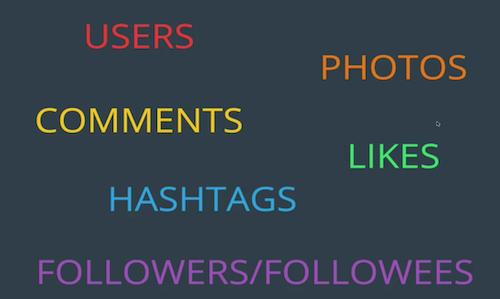 USERS
PHOTOS
COMMENTS
LIKES
HASHTAGS
FOLLOWERS/FOLLOWEES